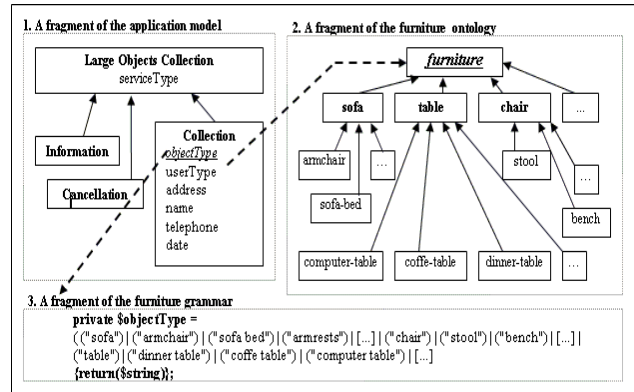 1. A fragment of the application model
Large Objects Collection
serviceType
Information
Cancellation
Collection
objectType
userType
address
name
telephone
date
2. A fragment of the furniture ontology
furniture
sofa
table
chair
...
armchair
...
sofa-bed
stool
...
bench
computer-table
coffe-table
dinner-table
...
3. A fragment of the furniture grammar
private $objectType =
(("sofa")|("armchair")|("sofa bed")|("armrests")|[...]|("chair")|("stool")|("bench")|[...]|
("table")|("dinner table")|("coffe table")|("computer table")|[...]
{return($string)};